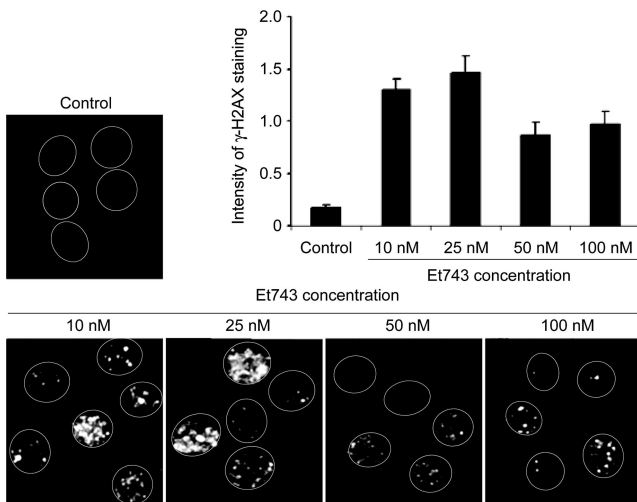 Control
Intensity of γ-H2AX staining
2.0
1.5
1.0
0.5
0
Control
10 nM
25 nM
50 nM
100 nM
Et743 concentration
Et743 concentration
10 nM
25 nM
50 nM
100 nM